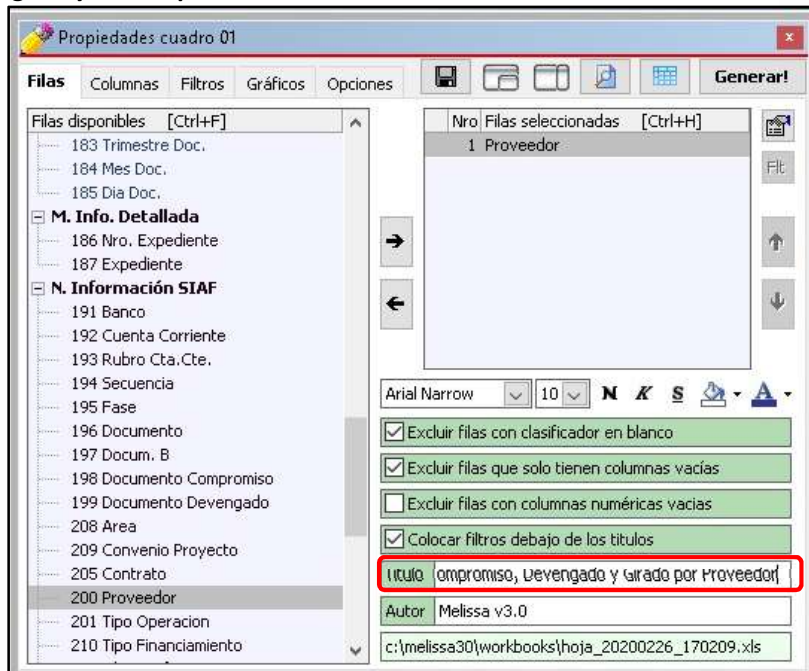 Propiedades cuadro 01
x
Filas Columnas Filtros Gráficos Opciones Generar!
Filas disponibles [Ctrl+F]
183 Trimestre Doc.
184 Mes Doc.
185 Dia Doc.
M. Info. Detallada
186 Nro. Expediente
187 Expediente
N. Información SIAF
191 Banco
192 Cuenta Corriente
193 Rubro Cta.Cte.
194 Secuencia
195 Fase
196 Documento
197 Docum. B
198 Documento Compromiso
199 Documento Devengado
208 Area
209 Convenio Proyecto
205 Contrato
200 Proveedor
201 Tipo Operacion
210 Tipo Financiamiento
Nro Filas seleccionadas [Ctrl+H]
1 Proveedor
Flt
Arial Narrow 10 N K S A
Excluir filas con clasificador en blanco
Excluir filas que solo tienen columnas vacías
Excluir filas con columnas numéricas vacias
Colocar filtros debajo de los titulos
Titulo ompromiso, Devengado y Girado por Proveedor
Autor Melissa v3.0
c:\melissa30\workbooks\hoja_20200226_170209.xls